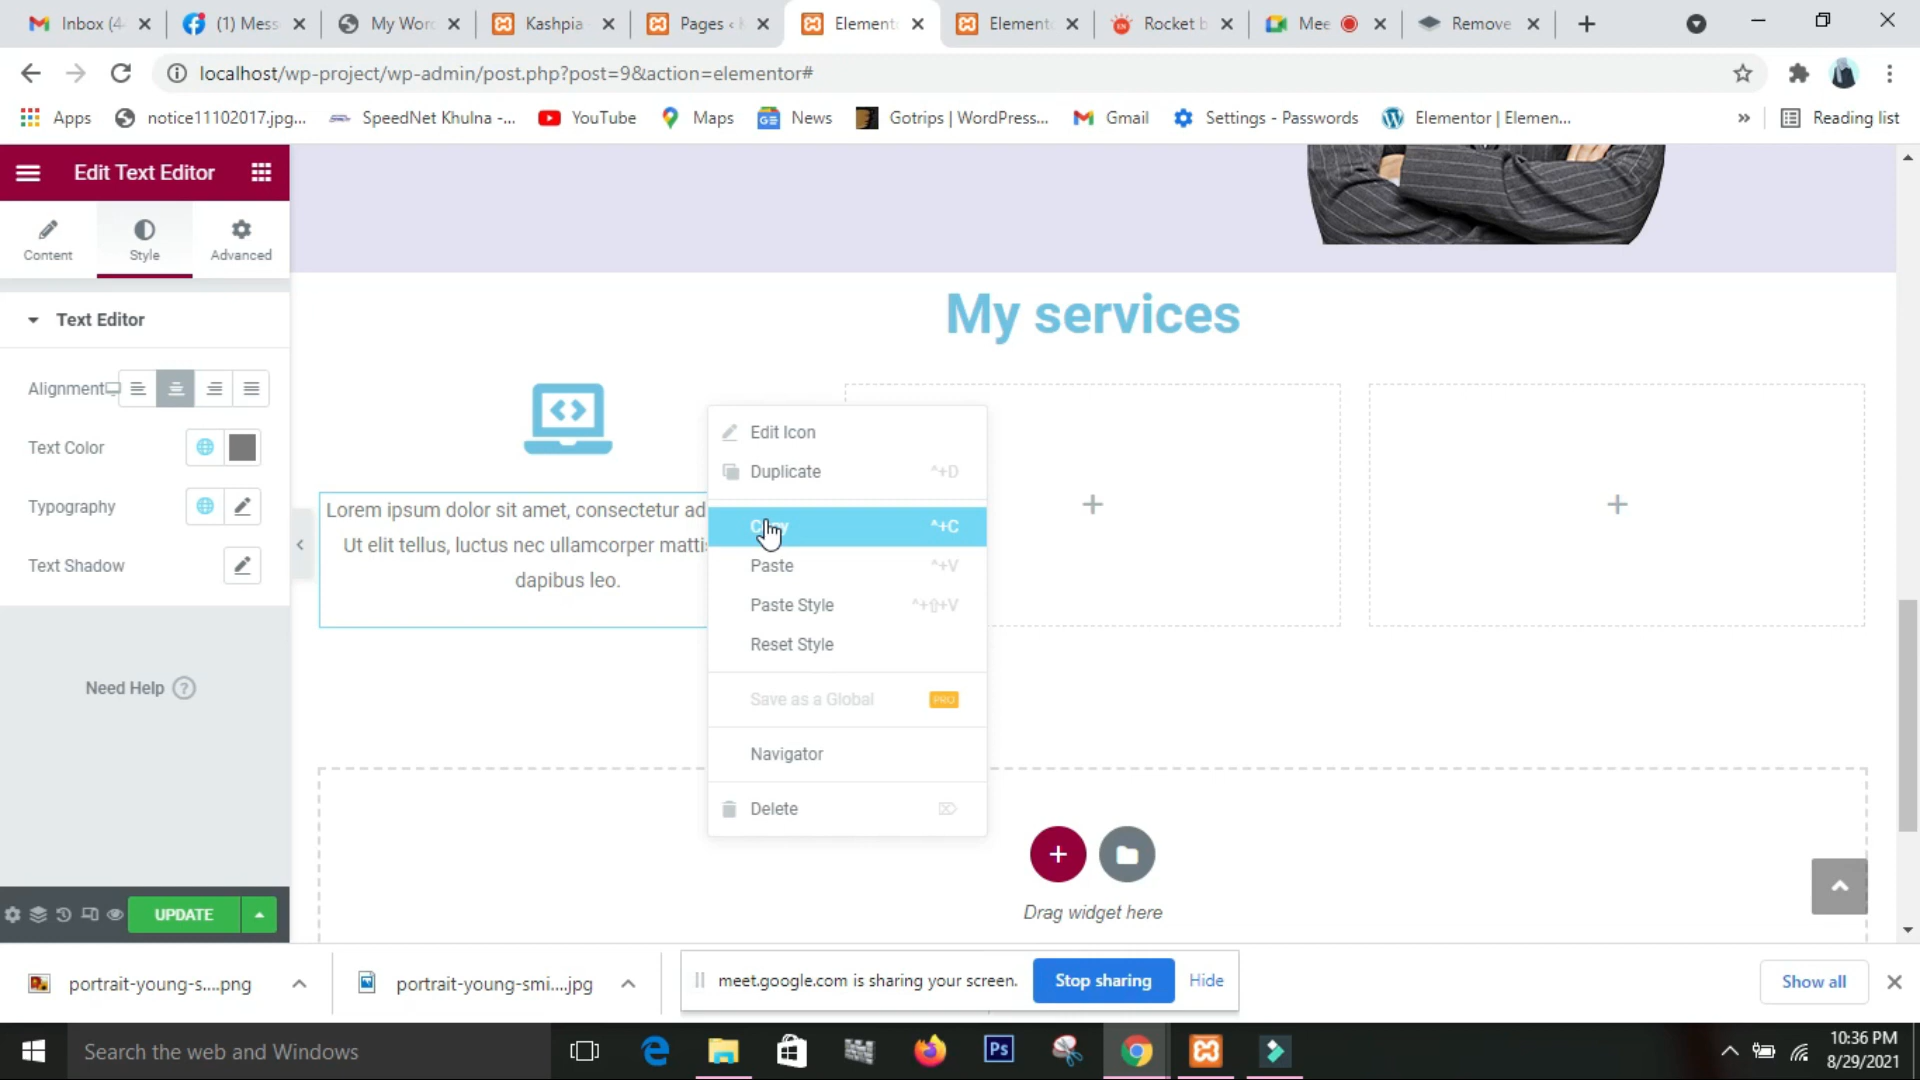 Inbox (4
(1) Mess
My Worc
Kashpia
Pages ‹
Element
Element
Rocket b
Mee
Remove
localhost/wp-project/wp-admin/post.php?post=9&action=elementor#
Apps
notice11102017.jpg...
SpeedNet Khulna -...
YouTube
Maps
News
Gotrips | WordPress...
Gmail
Settings - Passwords
Elementor | Elemen...
»
Reading list
Edit Text Editor
Content
Style
Advanced
Text Editor
Alignment
Text Color
Typography
Text Shadow
Need Help ?
UPDATE
My services
Lorem ipsum dolor sit amet, consectetur ad
Ut elit tellus, luctus nec ullamcorper matti
dapibus leo.
Edit Icon
Duplicate ^+D
Copy ^+C
Paste ^+V
Paste Style ^+⇧+V
Reset Style
Save as a Global PRO
Navigator
Delete
Drag widget here
portrait-young-s....png
portrait-young-smi....jpg
meet.google.com is sharing your screen.
Stop sharing
Hide
Show all
Search the web and Windows
Ps
10:36 PM
8/29/2021